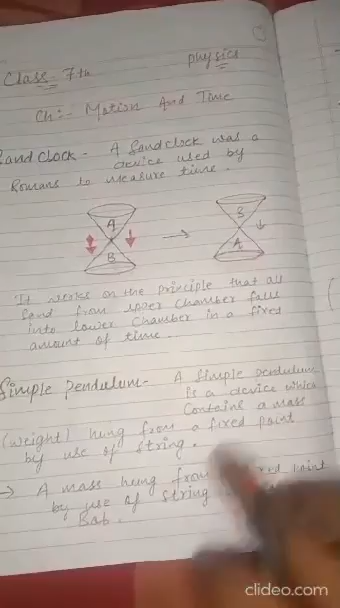 Class- 7th
physics
Ch:- Motion And Time
Sand Clock - A Sand clock was a
device used by
Romans to measure time.
A
B
B
A
It works on the principle that all
Sand from upper Chamber falls
into lower Chamber in a fixed
amount of time.
Simple Pendulum- A Simple pendulum
is a device which
Contains a mass
(weight) hung from a fixed point
by use of string.
→ A mass hung from point
by use of string
Bob.
clideo.com